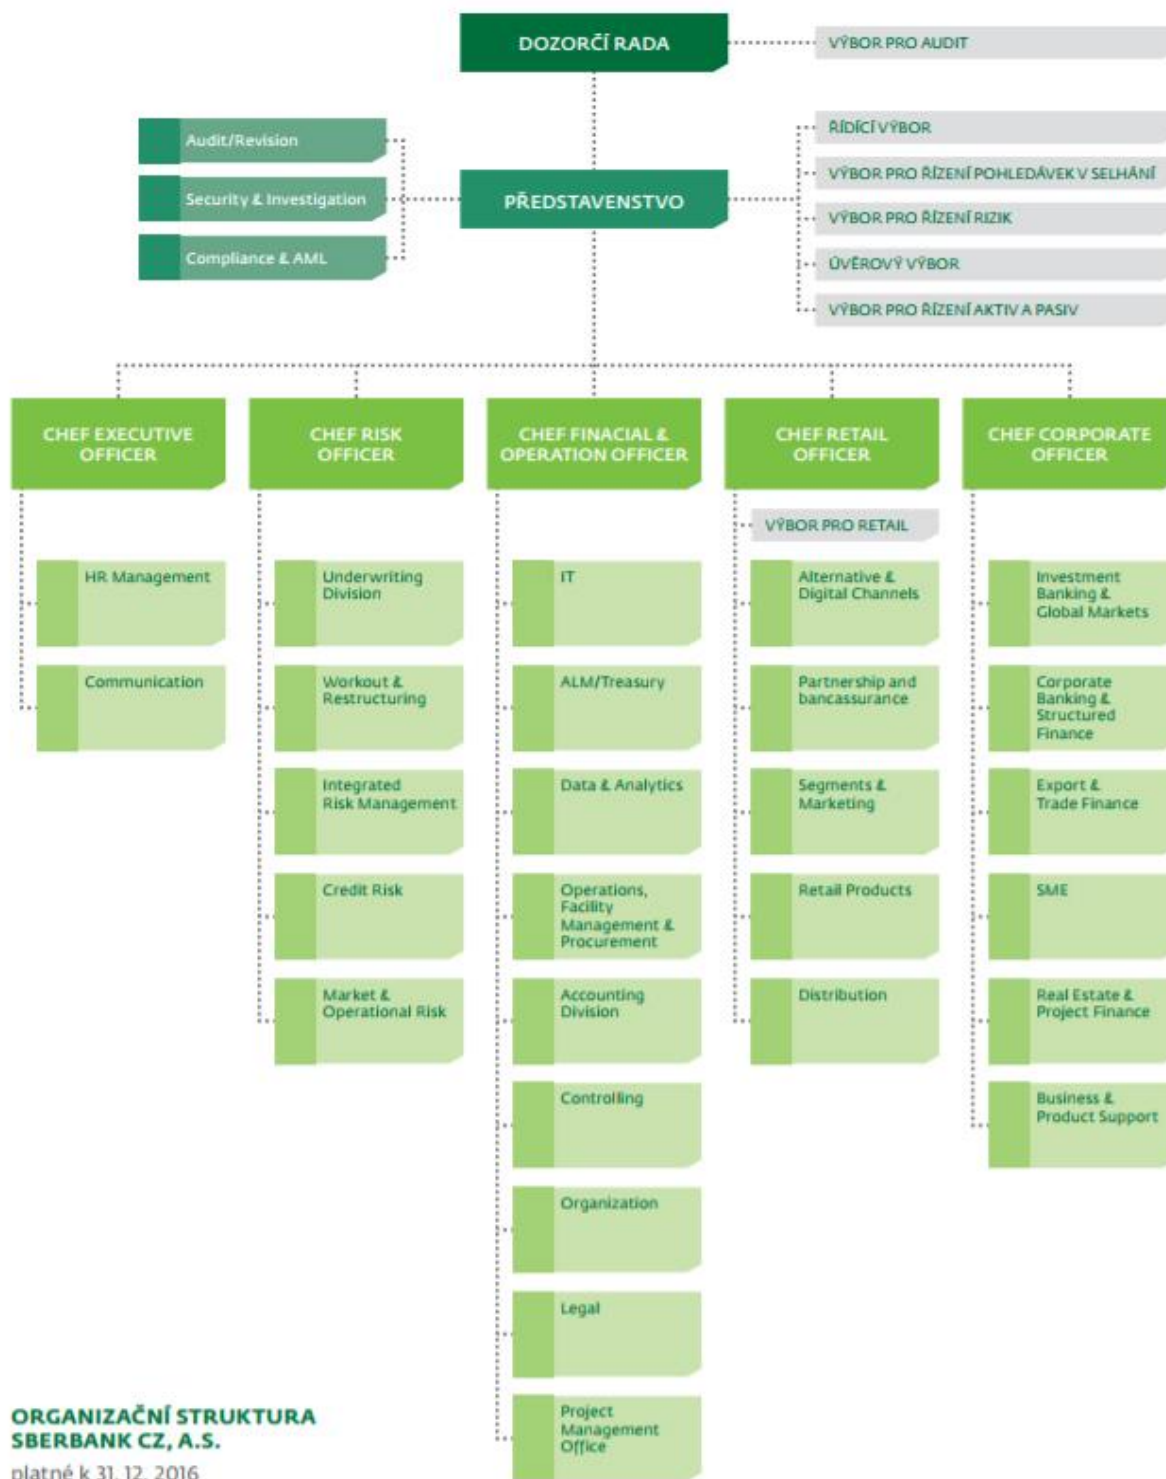 DOZORČÍ RADA
VÝBOR PRO AUDIT
Audit/Revision
Security & Investigation
Compliance & AML
PŘEDSTAVENSTVO
ŘÍDÍCÍ VÝBOR
VÝBOR PRO ŘÍZENÍ POHLEDÁVEK V SELHÁNÍ
VÝBOR PRO ŘÍZENÍ RIZIK
ÚVĚROVÝ VÝBOR
VÝBOR PRO ŘÍZENÍ AKTIV A PASIV
CHEF EXECUTIVE
OFFICER
HR Management
Communication
CHEF RISK
OFFICER
Underwriting
Division
Workout &
Restructuring
Integrated
Risk Management
Credit Risk
Market &
Operational Risk
CHEF FINACIAL &
OPERATION OFFICER
IT
ALM/Treasury
Data & Analytics
Operations,
Facility
Management &
Procurement
Accounting
Division
Controlling
Organization
Legal
Project
Management
Office
CHEF RETAIL
OFFICER
VÝBOR PRO RETAIL
Alternative &
Digital Channels
Partnership and
bancassurance
Segments &
Marketing
Retail Products
Distribution
CHEF CORPORATE
OFFICER
Investment
Banking &
Global Markets
Corporate
Banking &
Structured
Finance
Export &
Trade Finance
SME
Real Estate &
Project Finance
Business &
Product Support
ORGANIZAČNÍ STRUKTURA
SBERBANK CZ, A.S.
platné k 31. 12. 2016